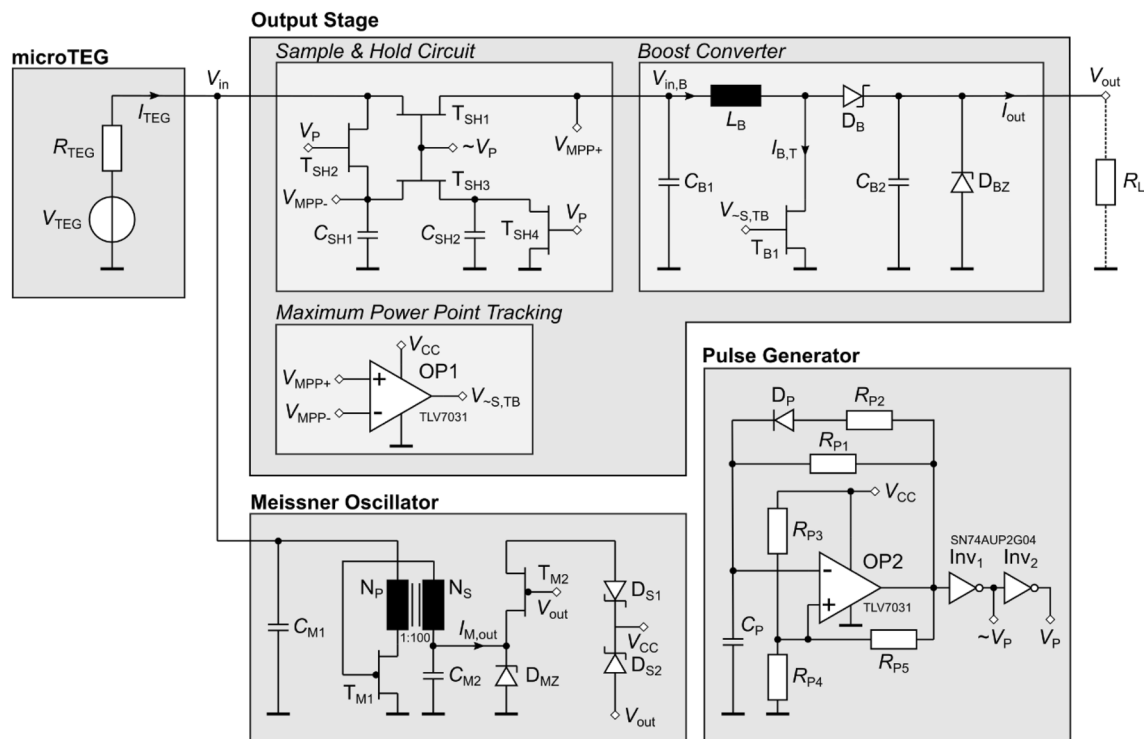 Output Stage
microTEG
Sample & Hold Circuit
Boost Converter
V_in
V_in,B
V_out
I_TEG
T_SH1
L_B
D_B
I_out
R_TEG
V_P
T_SH2
~V_P
V_MPP+
I_B,T
V_TEG
V_MPP-
T_SH3
C_SH1
C_SH2
T_SH4
V_P
C_B1
V_~S,TB
T_B1
C_B2
D_BZ
R_L
Maximum Power Point Tracking
V_CC
OP1
V_MPP+
+
V_MPP-
-
V_~S,TB
TLV7031
Pulse Generator
D_P
R_P2
R_P1
V_CC
R_P3
SN74AUP2G04
OP2
Inv_1
Inv_2
-
+
TLV7031
C_P
~V_P
V_P
R_P5
R_P4
Meissner Oscillator
N_P
N_S
T_M2
D_S1
V_out
C_M1
1:100
I_M,out
V_CC
T_M1
C_M2
D_MZ
D_S2
V_out